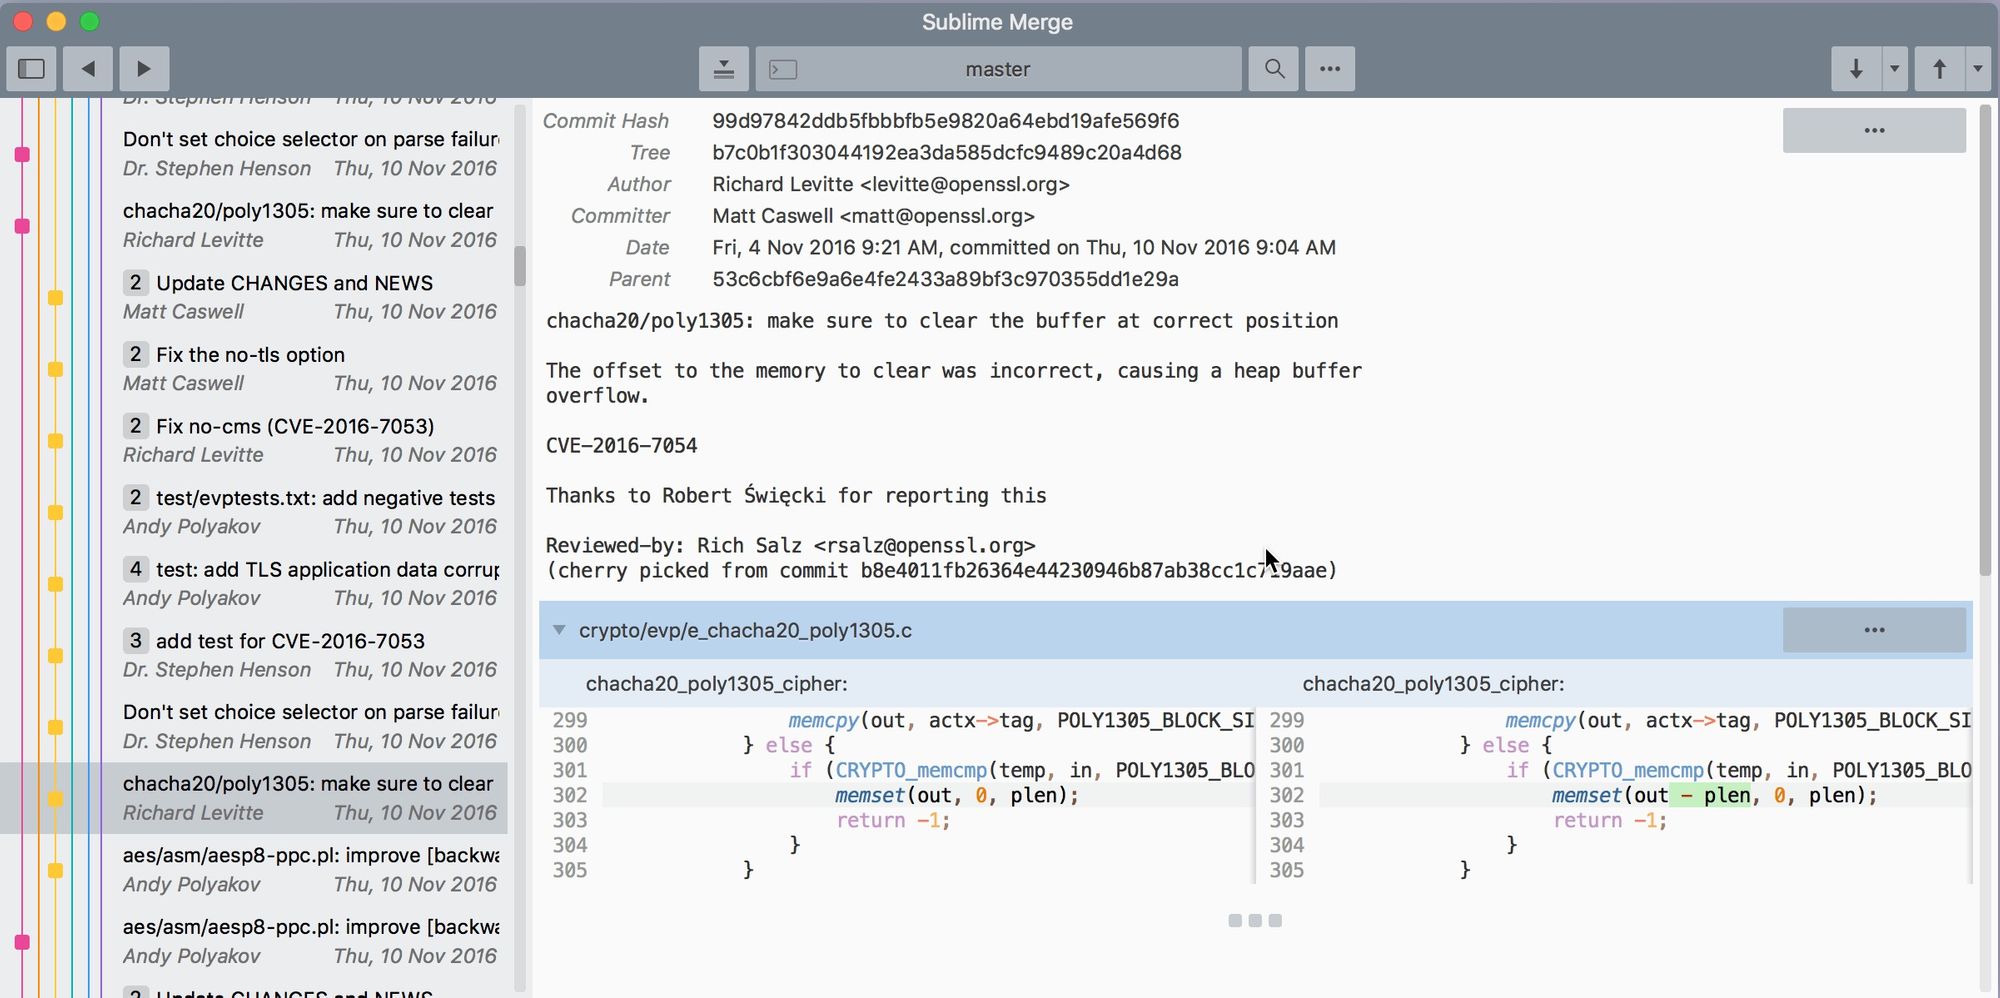 Sublime Merge
master
Dr. Stephen Henson Thu, 10 Nov 2016
Don't set choice selector on parse failur
Dr. Stephen Henson Thu, 10 Nov 2016
chacha20/poly1305: make sure to clear
Richard Levitte Thu, 10 Nov 2016
2 Update CHANGES and NEWS
Matt Caswell Thu, 10 Nov 2016
2 Fix the no-tls option
Matt Caswell Thu, 10 Nov 2016
2 Fix no-cms (CVE-2016-7053)
Richard Levitte Thu, 10 Nov 2016
2 test/evptests.txt: add negative tests
Andy Polyakov Thu, 10 Nov 2016
4 test: add TLS application data corrup
Andy Polyakov Thu, 10 Nov 2016
3 add test for CVE-2016-7053
Dr. Stephen Henson Thu, 10 Nov 2016
Don't set choice selector on parse failur
Dr. Stephen Henson Thu, 10 Nov 2016
chacha20/poly1305: make sure to clear
Richard Levitte Thu, 10 Nov 2016
aes/asm/aesp8-ppc.pl: improve [backwa
Andy Polyakov Thu, 10 Nov 2016
aes/asm/aesp8-ppc.pl: improve [backwa
Andy Polyakov Thu, 10 Nov 2016
2 Update CHANGES and NEWS
Commit Hash 99d97842ddb5fbbbfb5e9820a64ebd19afe569f6
Tree b7c0b1f303044192ea3da585dcfc9489c20a4d68
Author Richard Levitte <levitte@openssl.org>
Committer Matt Caswell <matt@openssl.org>
Date Fri, 4 Nov 2016 9:21 AM, committed on Thu, 10 Nov 2016 9:04 AM
Parent 53c6cbf6e9a6e4fe2433a89bf3c970355dd1e29a
chacha20/poly1305: make sure to clear the buffer at correct position
The offset to the memory to clear was incorrect, causing a heap buffer
overflow.
CVE-2016-7054
Thanks to Robert Święcki for reporting this
Reviewed-by: Rich Salz <rsalz@openssl.org>
(cherry picked from commit
crypto/evp/e_chacha20_poly1305.c
chacha20_poly1305_cipher:
299 memcpy(out, actx->tag, POLY1305_BLOCK_SI
300 } else {
301 if (CRYPTO_memcmp(temp, in, POLY1305_BLO
302 memset(out, 0, plen);
303 return -1;
304 }
305 }
chacha20_poly1305_cipher:
299 memcpy(out, actx->tag, POLY1305_BLOCK_SI
300 } else {
301 if (CRYPTO_memcmp(temp, in, POLY1305_BLO
302 memset(out - plen, 0, plen);
303 return -1;
304 }
305 }